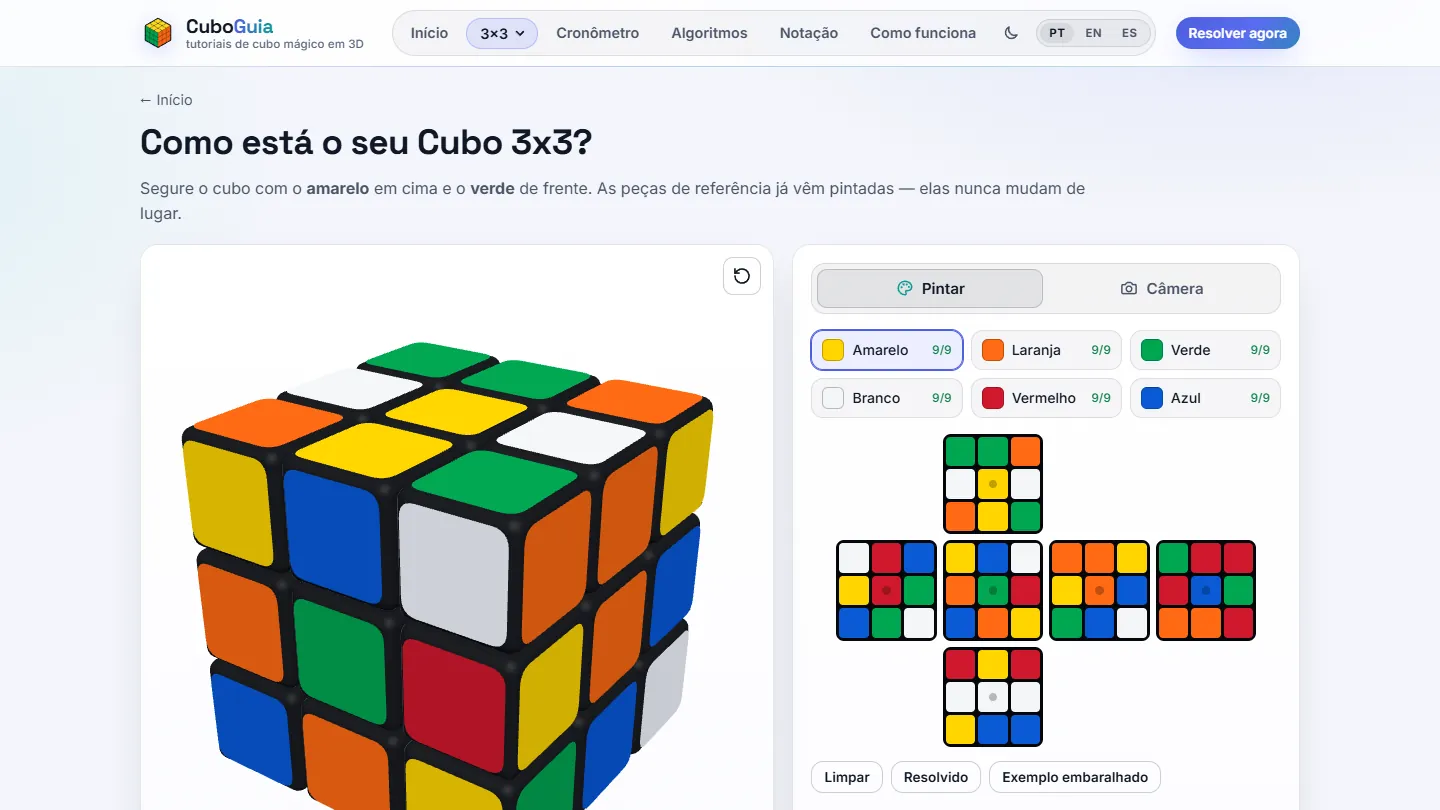 CuboGuia
tutoriais de cubo mágico em 3D
Início
3×3
Cronômetro
Algoritmos
Notação
Como funciona
PT
EN
ES
Resolver agora
← Início
Como está o seu Cubo 3x3?
Segure o cubo com o amarelo em cima e o verde de frente. As peças de referência já vêm pintadas — elas nunca mudam de
lugar.
Pintar
Câmera
Amarelo 9/9
Laranja 9/9
Verde 9/9
Branco 9/9
Vermelho 9/9
Azul 9/9
Limpar
Resolvido
Exemplo embaralhado